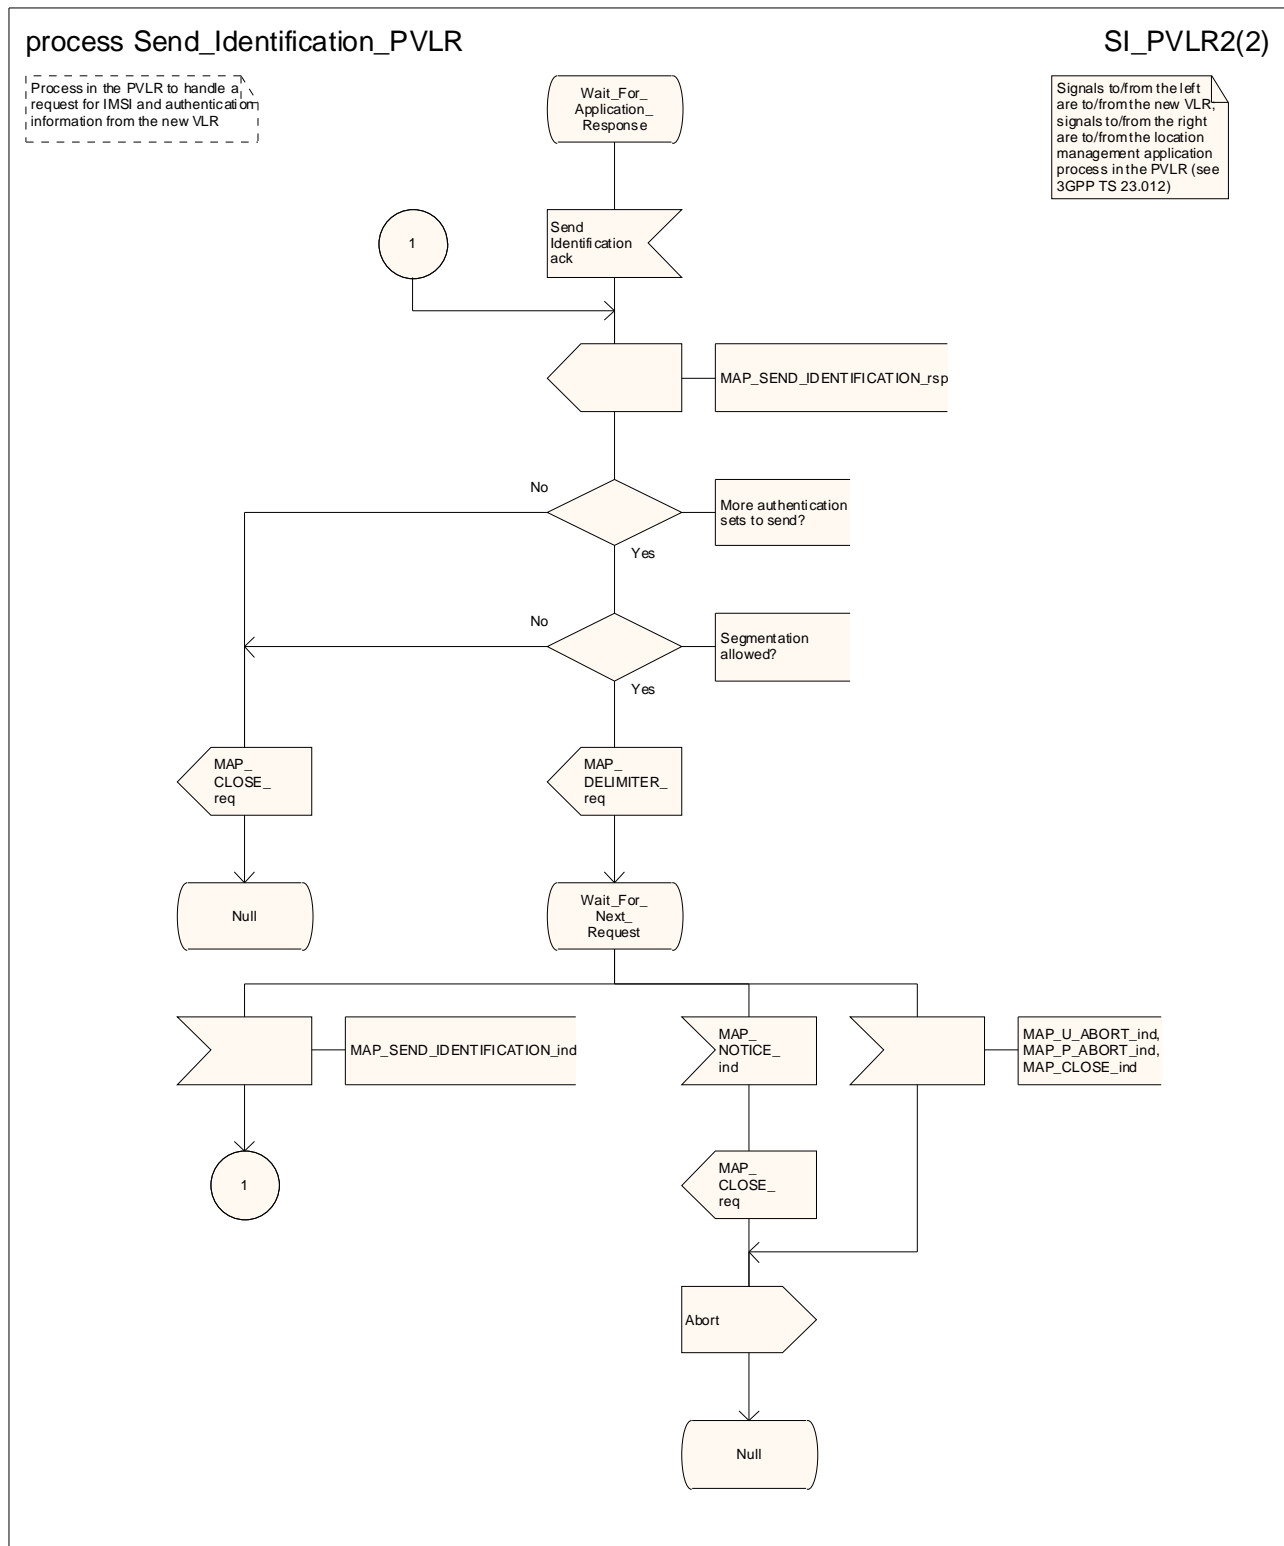 process Send_Identification_PVLR
SI_PVLR2(2)
Process in the PVLR to handle a
request for IMSI and authentication
information from the new VLR
Wait_For_
Application_
Response
Signals to/from the left
are to/from the new VLR;
signals to/from the right
are to/from the location
management application
process in the PVLR (see
3GPP TS 23.012)
1
Send
Identification
ack
MAP_SEND_IDENTIFICATION_rsp
No
More authentication
sets to send?
Yes
No
Segmentation
allowed?
Yes
MAP_
CLOSE_
req
MAP_
DELIMITER_
req
Null
Wait_For_
Next_
Request
MAP_SEND_IDENTIFICATION_ind
MAP_
NOTICE_
ind
MAP_U_ABORT_ind,
MAP_P_ABORT_ind,
MAP_CLOSE_ind
1
MAP_
CLOSE_
req
Abort
Null